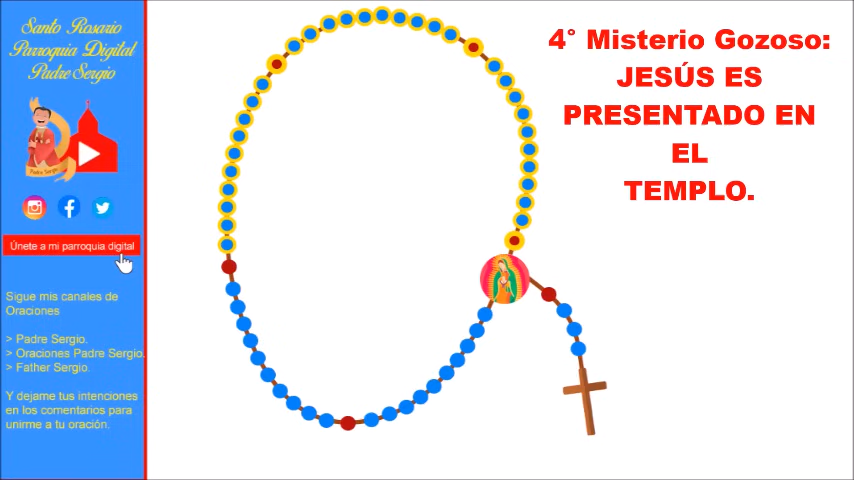 Santo Rosario
Parroquia Digital
Padre Sergio
Padre Sergio
Únete a mi parroquia digital
Sigue mis canales de
Oraciones
> Padre Sergio.
> Oraciones Padre Sergio.
> Father Sergio.
Y dejame tus intenciones
en los comentarios para
unirme a tu oración.
4° Misterio Gozoso:
JESÚS ES
PRESENTADO EN
EL
TEMPLO.